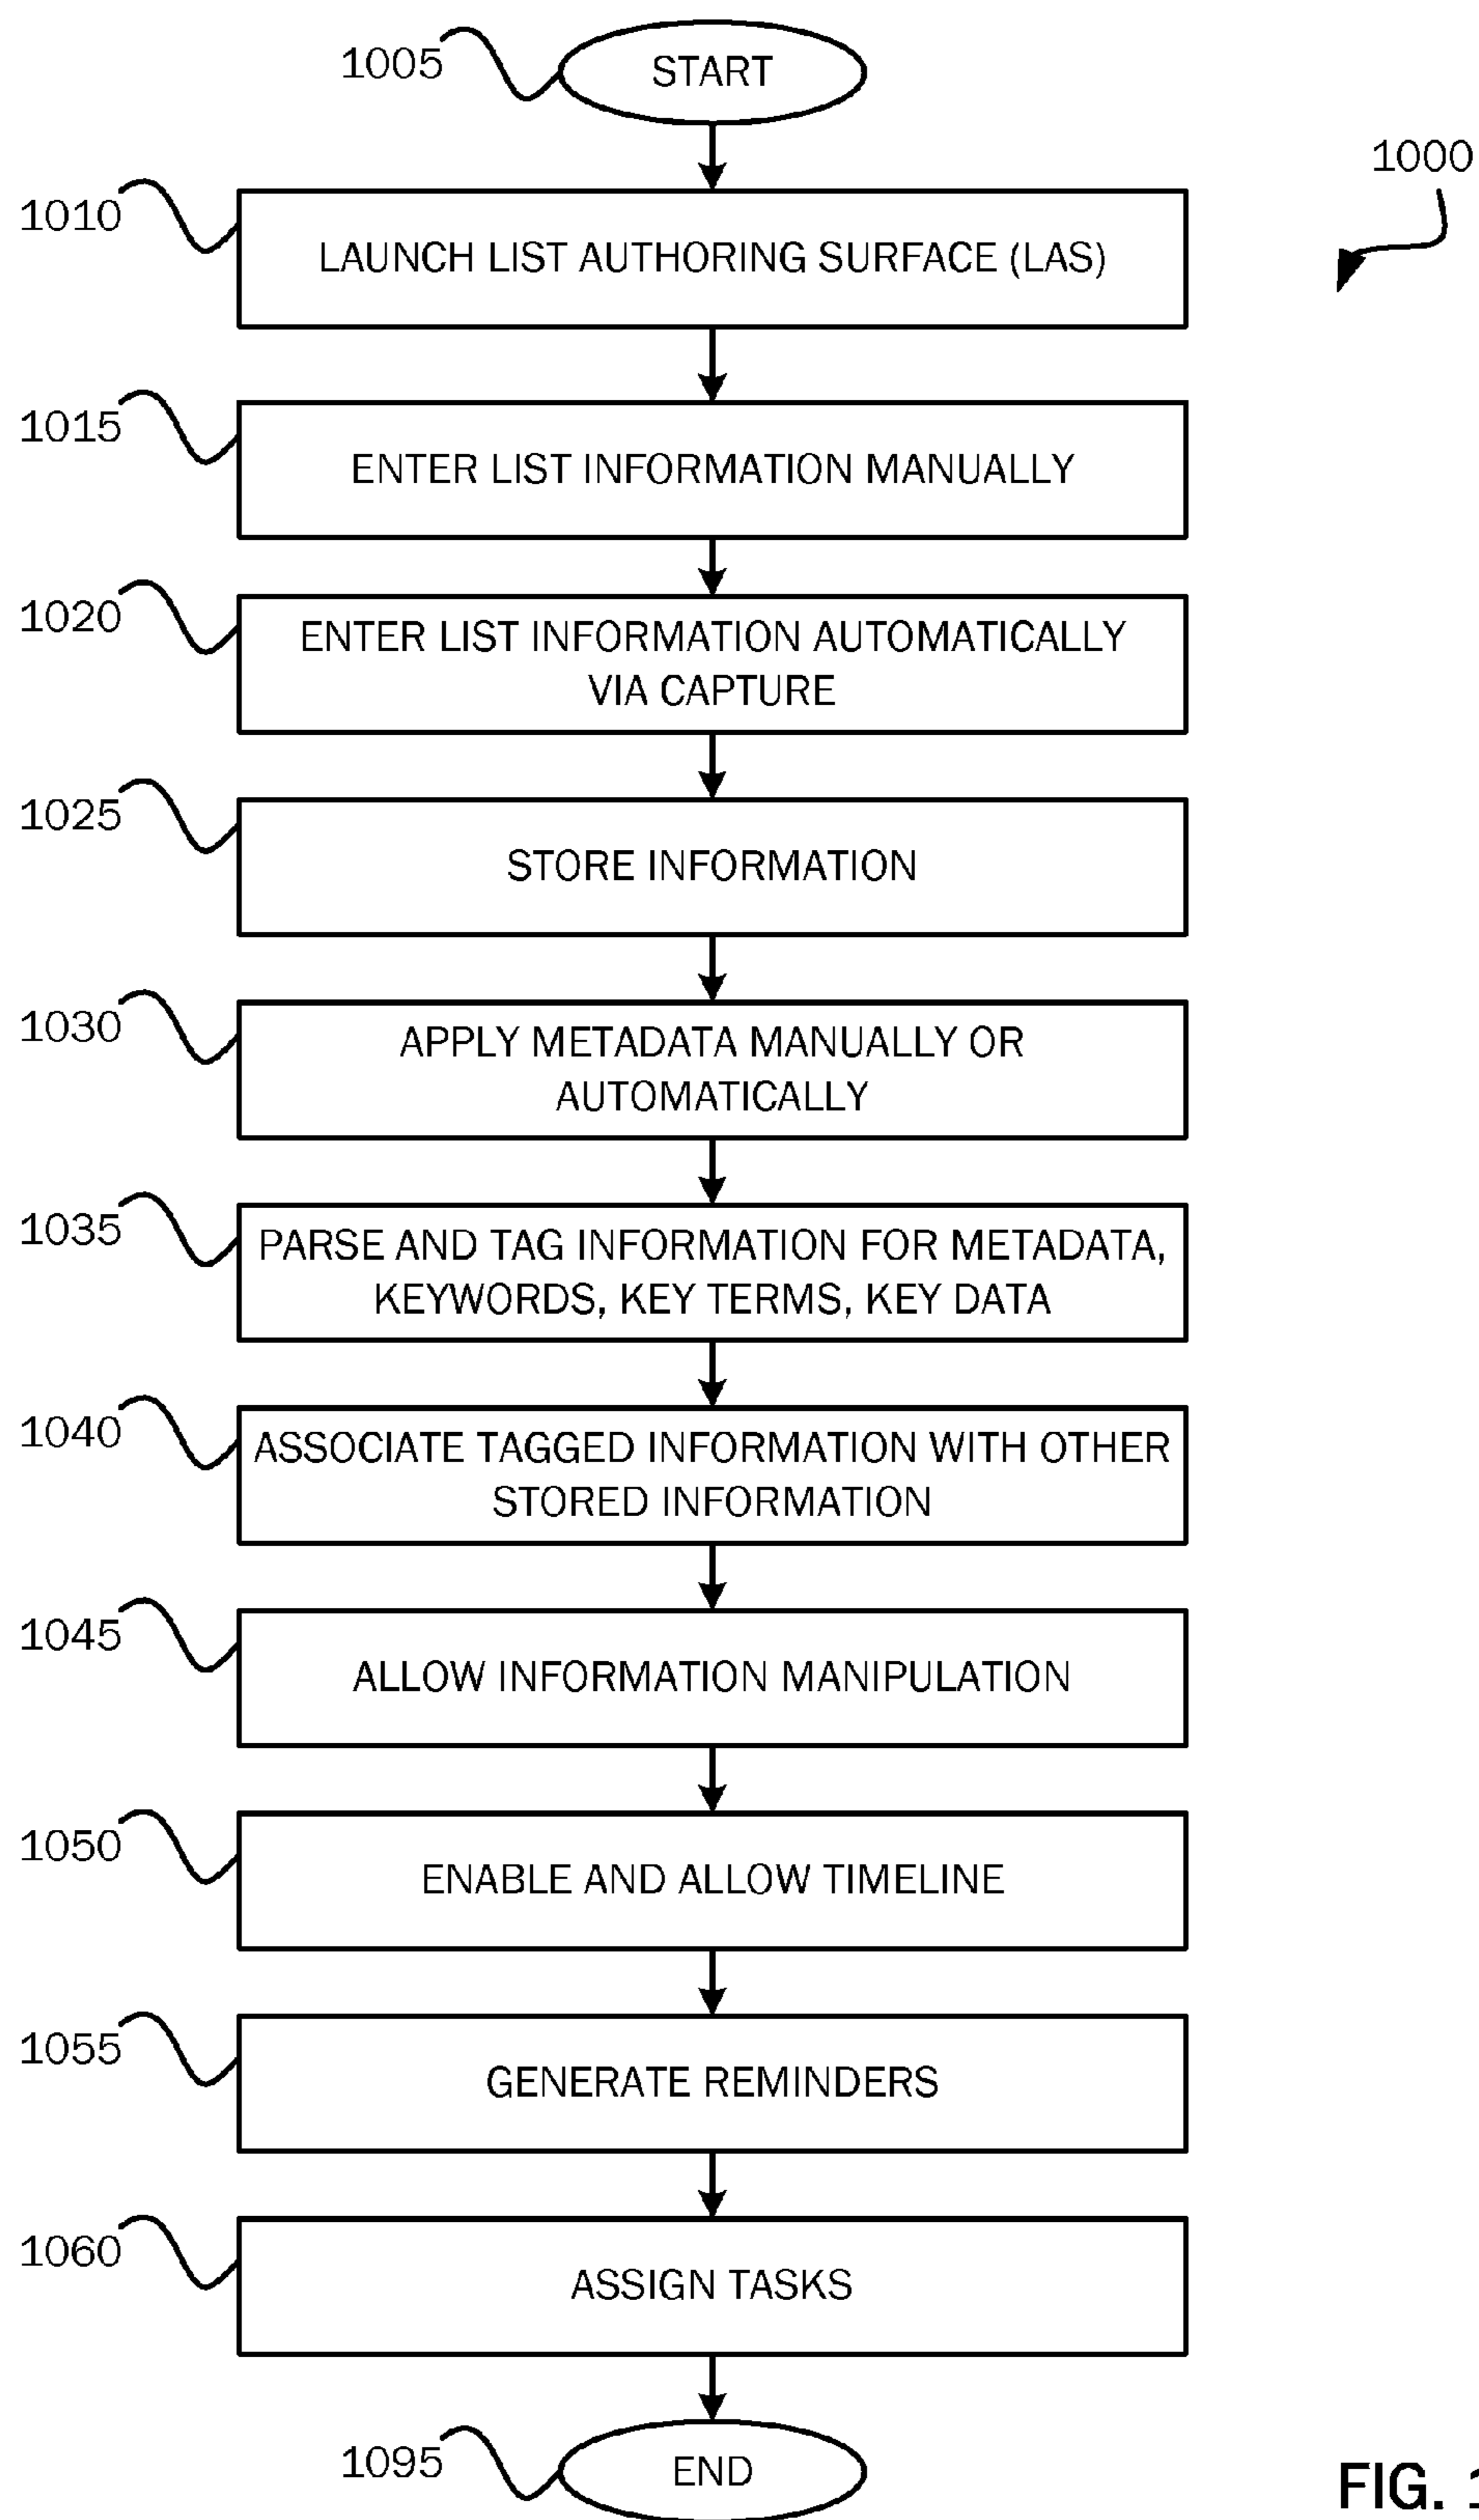 1005
START
1000
1010
LAUNCH LIST AUTHORING SURFACE (LAS)
1015
ENTER LIST INFORMATION MANUALLY
1020
ENTER LIST INFORMATION AUTOMATICALLY
VIA CAPTURE
1025
STORE INFORMATION
1030
APPLY METADATA MANUALLY OR
AUTOMATICALLY
1035
PARSE AND TAG INFORMATION FOR METADATA,
KEYWORDS, KEY TERMS, KEY DATA
1040
ASSOCIATE TAGGED INFORMATION WITH OTHER
STORED INFORMATION
1045
ALLOW INFORMATION MANIPULATION
1050
ENABLE AND ALLOW TIMELINE
1055
GENERATE REMINDERS
1060
ASSIGN TASKS
1095
END
FIG.